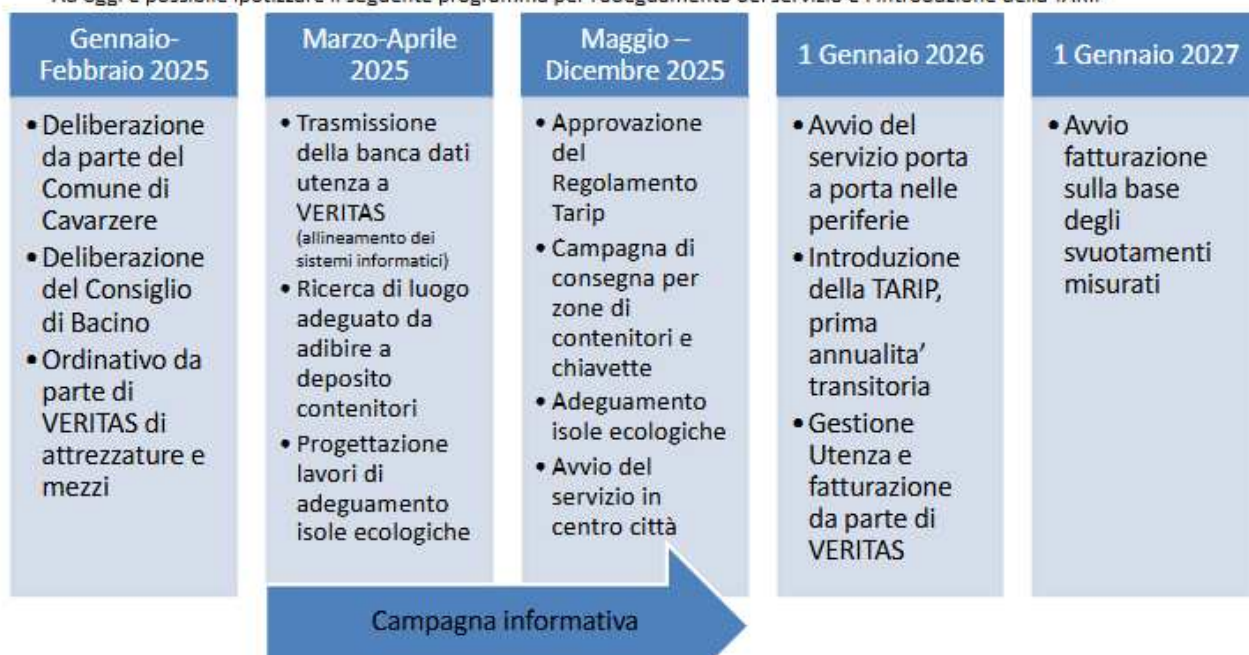 Gennaio-
Febbraio 2025
• Deliberazione
da parte del
Comune di
Cavarzere
• Deliberazione
del Consiglio
di Bacino
• Ordinativo da
parte di
VERITAS di
attrezzature e
mezzi
Marzo-Aprile
2025
• Trasmissione
della banca dati
utenza a
VERITAS
(allineamento dei
sistemi informatici)
• Ricerca di luogo
adeguato da
adibire a
deposito
contenitori
• Progettazione
lavori di
adeguamento
isole ecologiche
Maggio –
Dicembre 2025
• Approvazione
del
Regolamento
Tarip
• Campagna di
consegna per
zone di
contenitori e
chiavette
• Adeguamento
isole ecologiche
• Avvio del
servizio in
centro città
1 Gennaio 2026
• Avvio del
servizio porta
a porta nelle
periferie
• Introduzione
della TARIP,
prima
annualita’
transitoria
• Gestione
Utenza e
fatturazione
da parte di
VERITAS
1 Gennaio 2027
• Avvio
fatturazione
sulla base
degli
svuotamenti
misurati
Campagna informativa